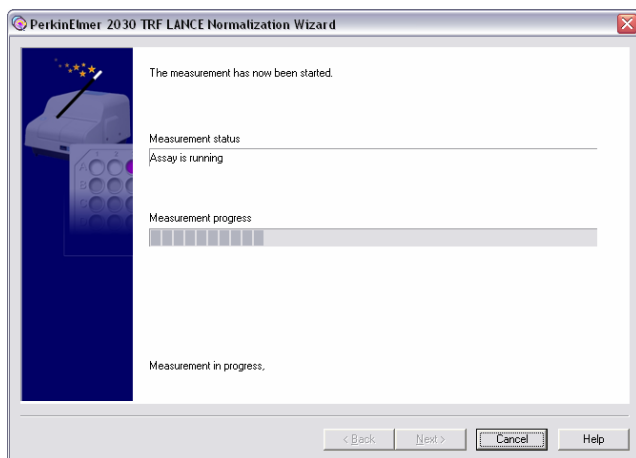 PerkinElmer 2030 TRF LANCE Normalization Wizard
The measurement has now been started.
Measurement status
Assay is running
Measurement progress
Measurement in progress,
< Back
Next >
Cancel
Help